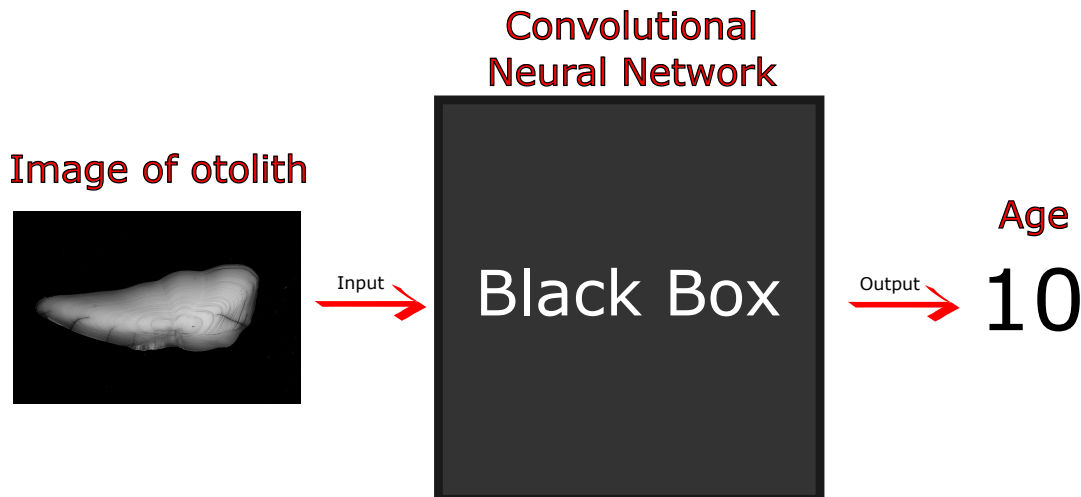 Convolutional
Neural Network
Image of otolith
Input
Black Box
Output
Age
10